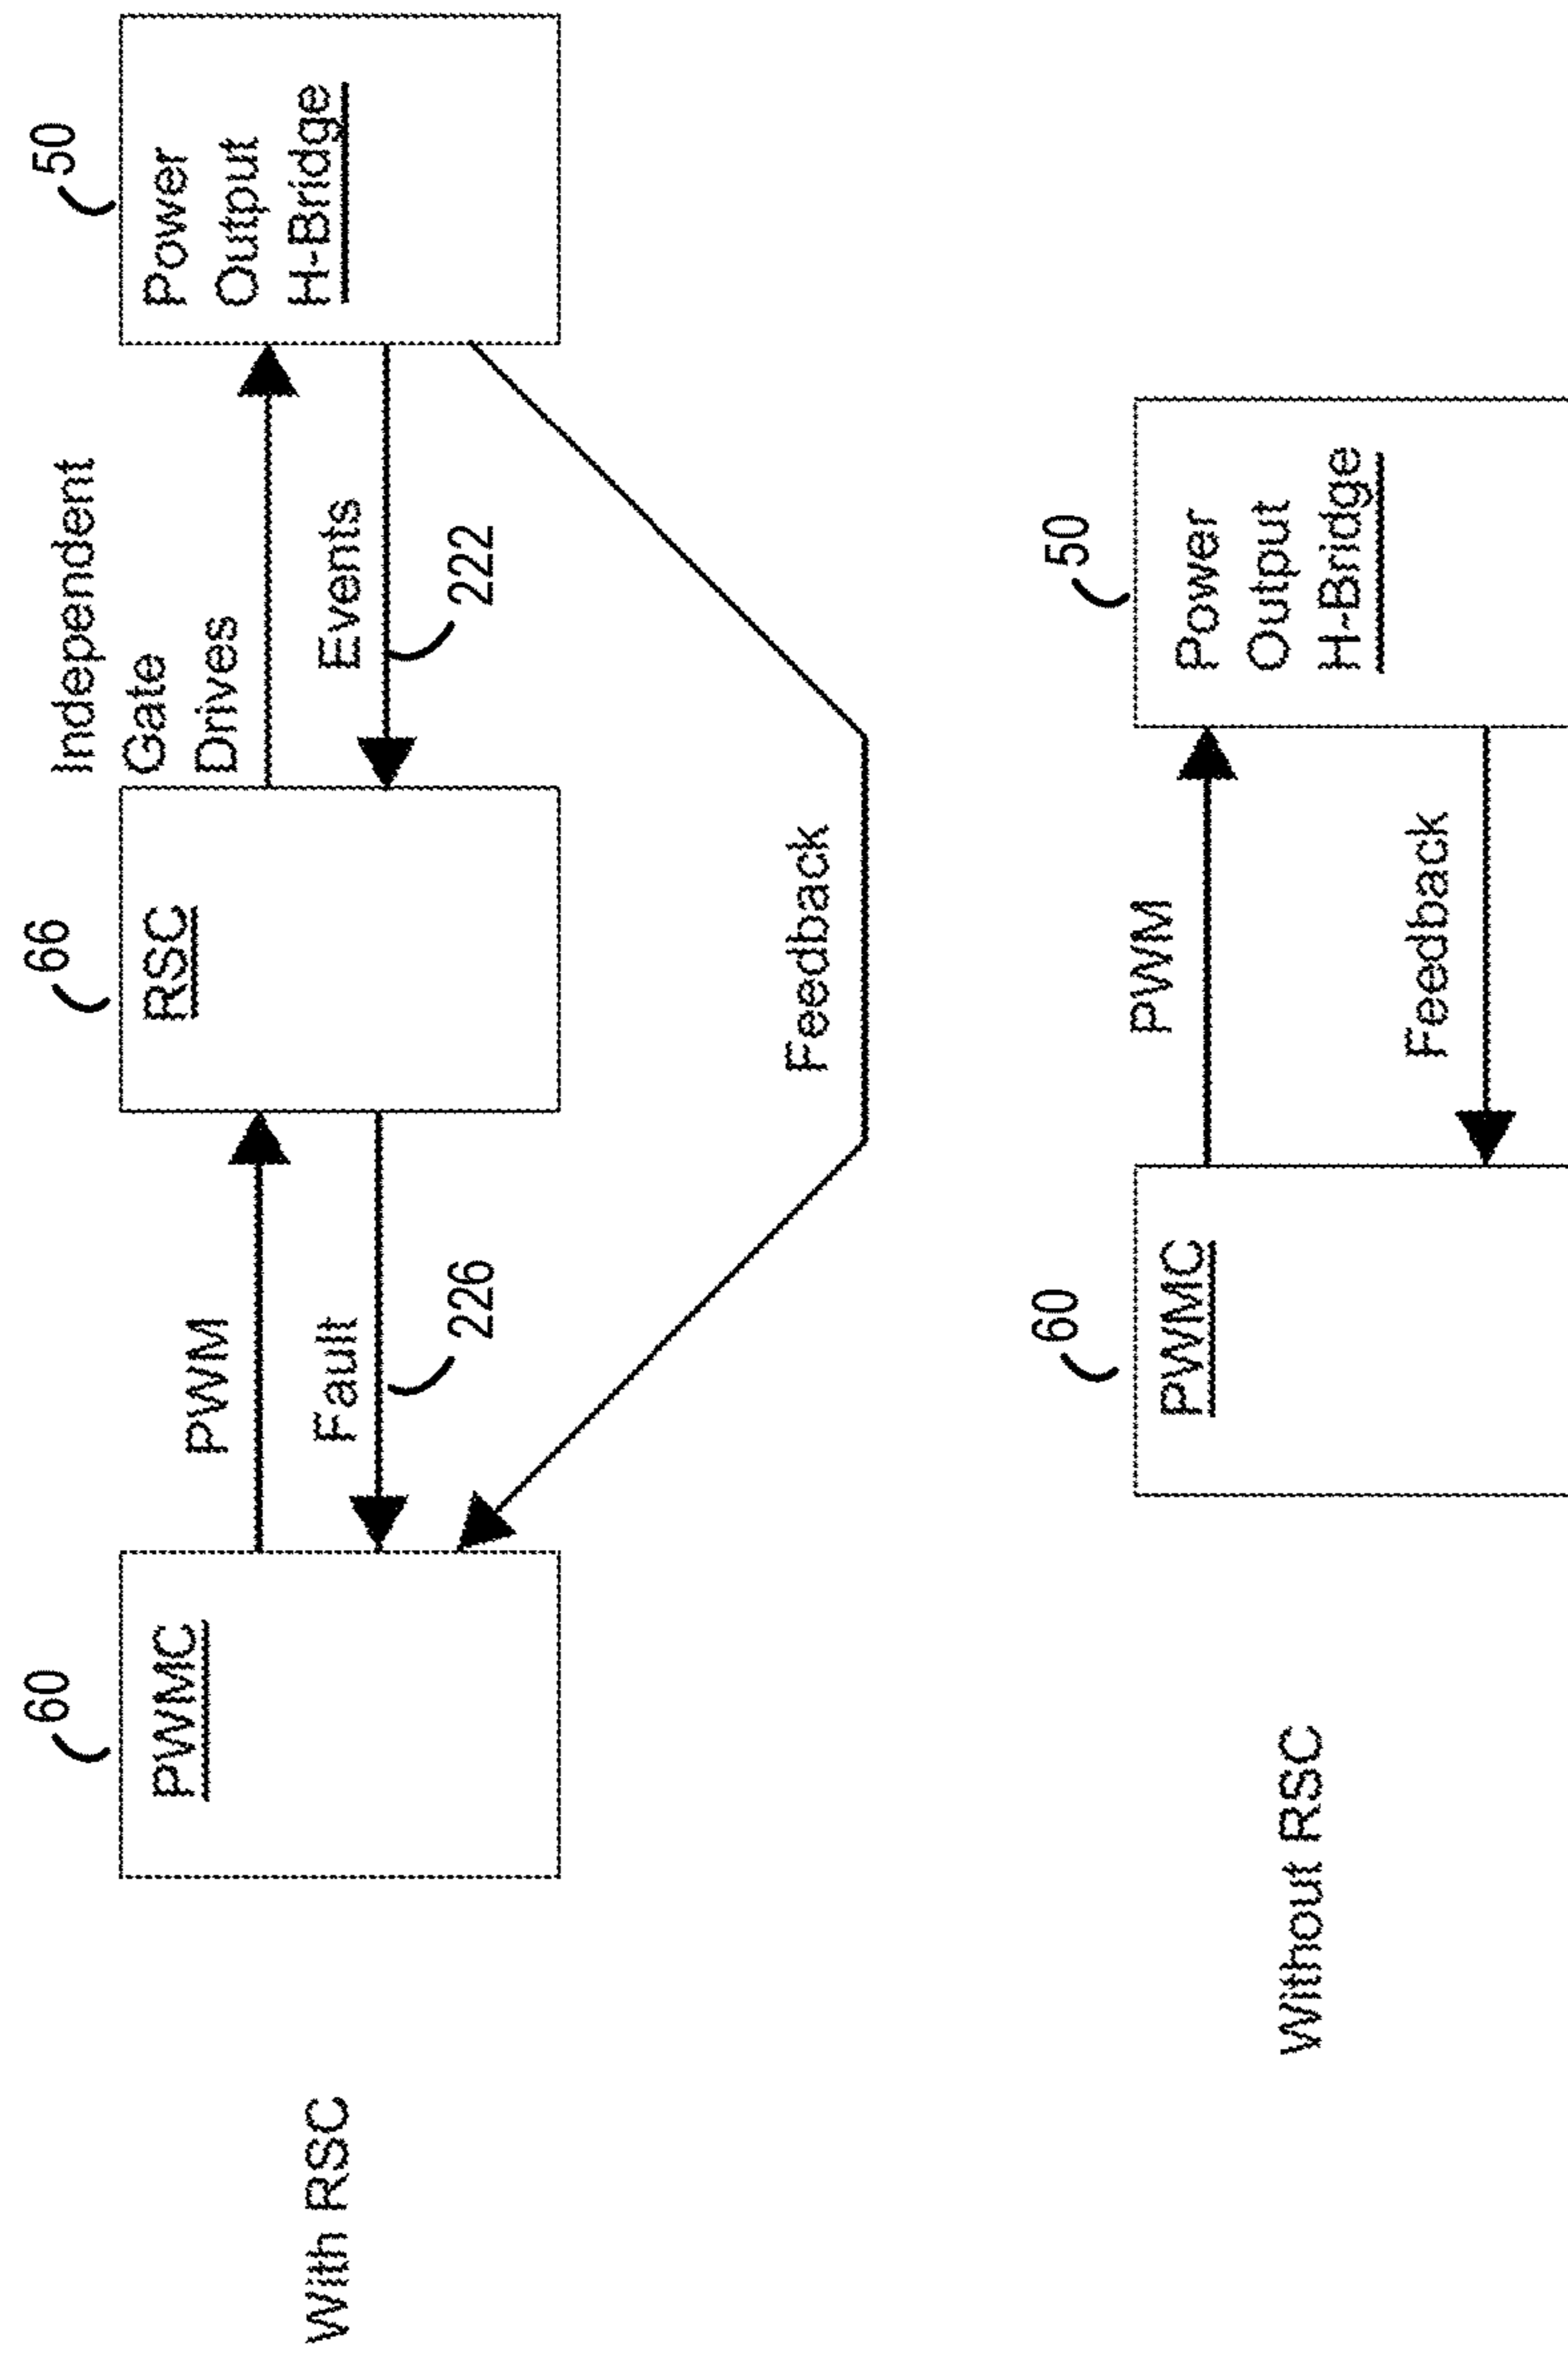 60
PWMC
PWM
Fault
226
66
RSC
Independent
Gate
Drives
Events
222
50
Power
Output
H-Bridge
Feedback
With RSC
60
PWMC
PWM
Feedback
50
Power
Output
H-Bridge
Without RSC